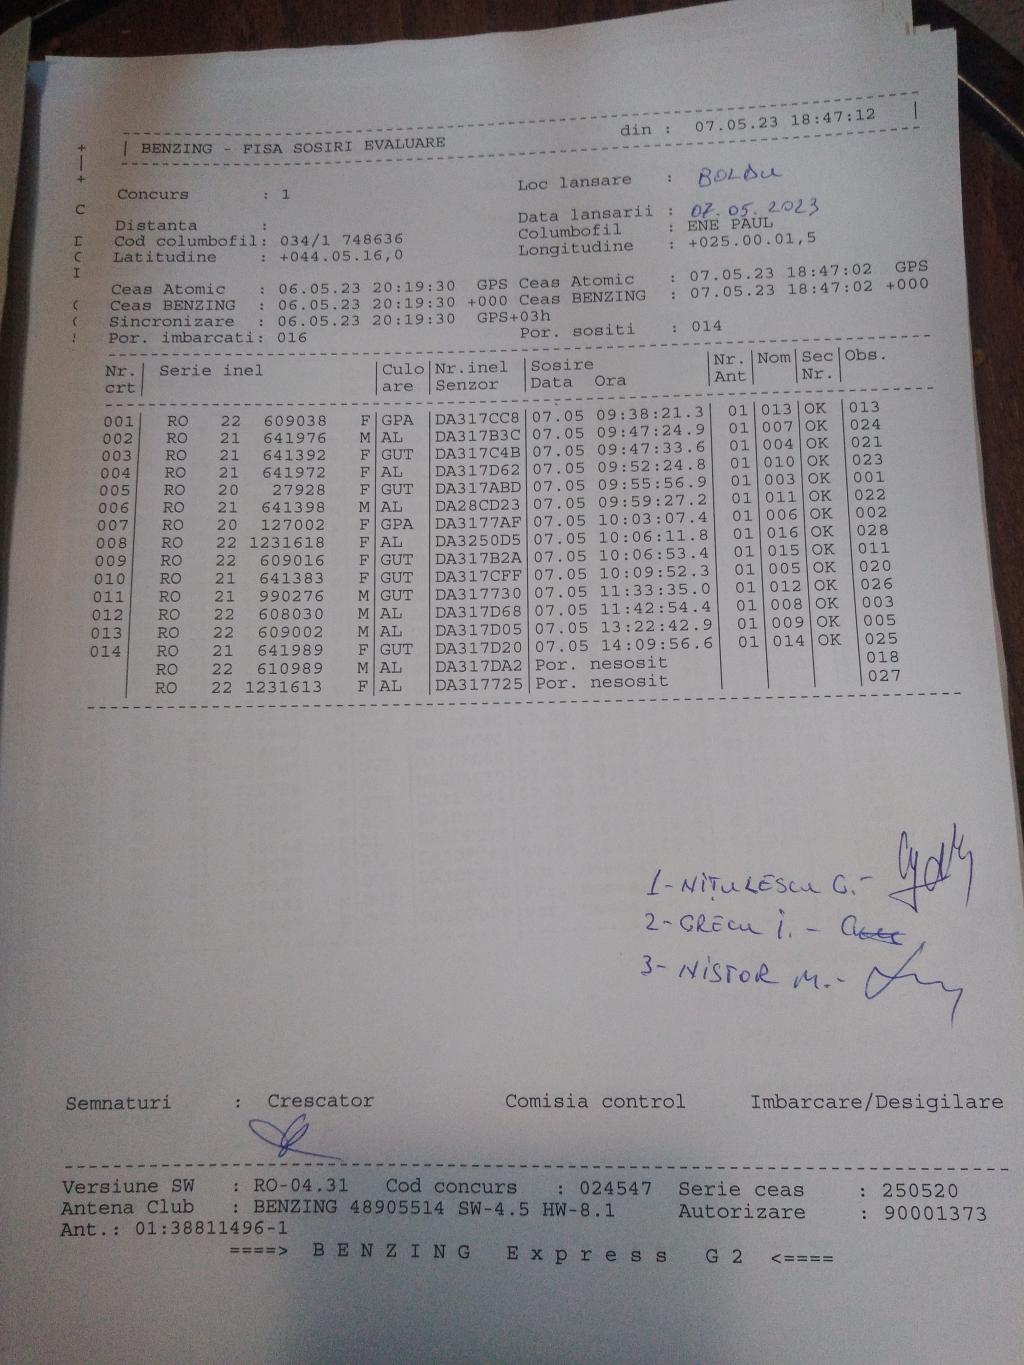 din : 07.05.23 18:47:12 |
+ | BENZING - FISA SOSIRI EVALUARE
|
+
Concurs : 1 Loc lansare : BOLDU
C
Distanta : Data lansarii : 07.05.2023
Cod columbofil: 034/1 748636 Columbofil : ENE PAUL
Latitudine : +044.05.16,0 Longitudine : +025.00.01,5
Ceas Atomic : 06.05.23 20:19:30 GPS Ceas Atomic : 07.05.23 18:47:02 GPS
Ceas BENZING : 06.05.23 20:19:30 +000 Ceas BENZING : 07.05.23 18:47:02 +000
Sincronizare : 06.05.23 20:19:30 GPS+03h
Por. imbarcati: 016 Por. sositi : 014
Nr. | Serie inel |Culo |Nr.inel |Sosire |Nr. |Nom |Sec |Obs.
crt | |are |Senzor |Data Ora |Ant | |Nr. |
001 RO 22 609038 F GPA DA317CC8 07.05 09:38:21.3 01 013 OK 013
002 RO 21 641976 M AL DA317B3C 07.05 09:47:24.9 01 007 OK 024
003 RO 21 641392 F GUT DA317C4B 07.05 09:47:33.6 01 004 OK 021
004 RO 21 641972 F AL DA317D62 07.05 09:52:24.8 01 010 OK 023
005 RO 20 27928 F GUT DA317ABD 07.05 09:55:56.9 01 003 OK 001
006 RO 21 641398 M AL DA28CD23 07.05 09:59:27.2 01 011 OK 022
007 RO 20 127002 F GPA DA3177AF 07.05 10:03:07.4 01 006 OK 002
008 RO 22 1231618 F AL DA3250D5 07.05 10:06:11.8 01 016 OK 028
009 RO 22 609016 F GUT DA317B2A 07.05 10:06:53.4 01 015 OK 011
010 RO 21 641383 F GUT DA317CFF 07.05 10:09:52.3 01 005 OK 020
011 RO 21 990276 M GUT DA317730 07.05 11:33:35.0 01 012 OK 026
012 RO 22 608030 M AL DA317D68 07.05 11:42:54.4 01 008 OK 003
013 RO 22 609002 M AL DA317D05 07.05 13:22:42.9 01 009 OK 005
014 RO 21 641989 F GUT DA317D20 07.05 14:09:56.6 01 014 OK 025
RO 22 610989 M AL DA317DA2 Por. nesosit 018
RO 22 1231613 F AL DA317725 Por. nesosit 027
1-NIȚULESCU G.-
2-GRECU I. -
3-NISTOR M.-
Semnaturi : Crescator Comisia control Imbarcare/Desigilare
Versiune SW : RO-04.31 Cod concurs : 024547 Serie ceas : 250520
Antena Club : BENZING 48905514 SW-4.5 HW-8.1 Autorizare : 90001373
Ant.: 01:38811496-1
====> B E N Z I N G E x p r e s s G 2 <====